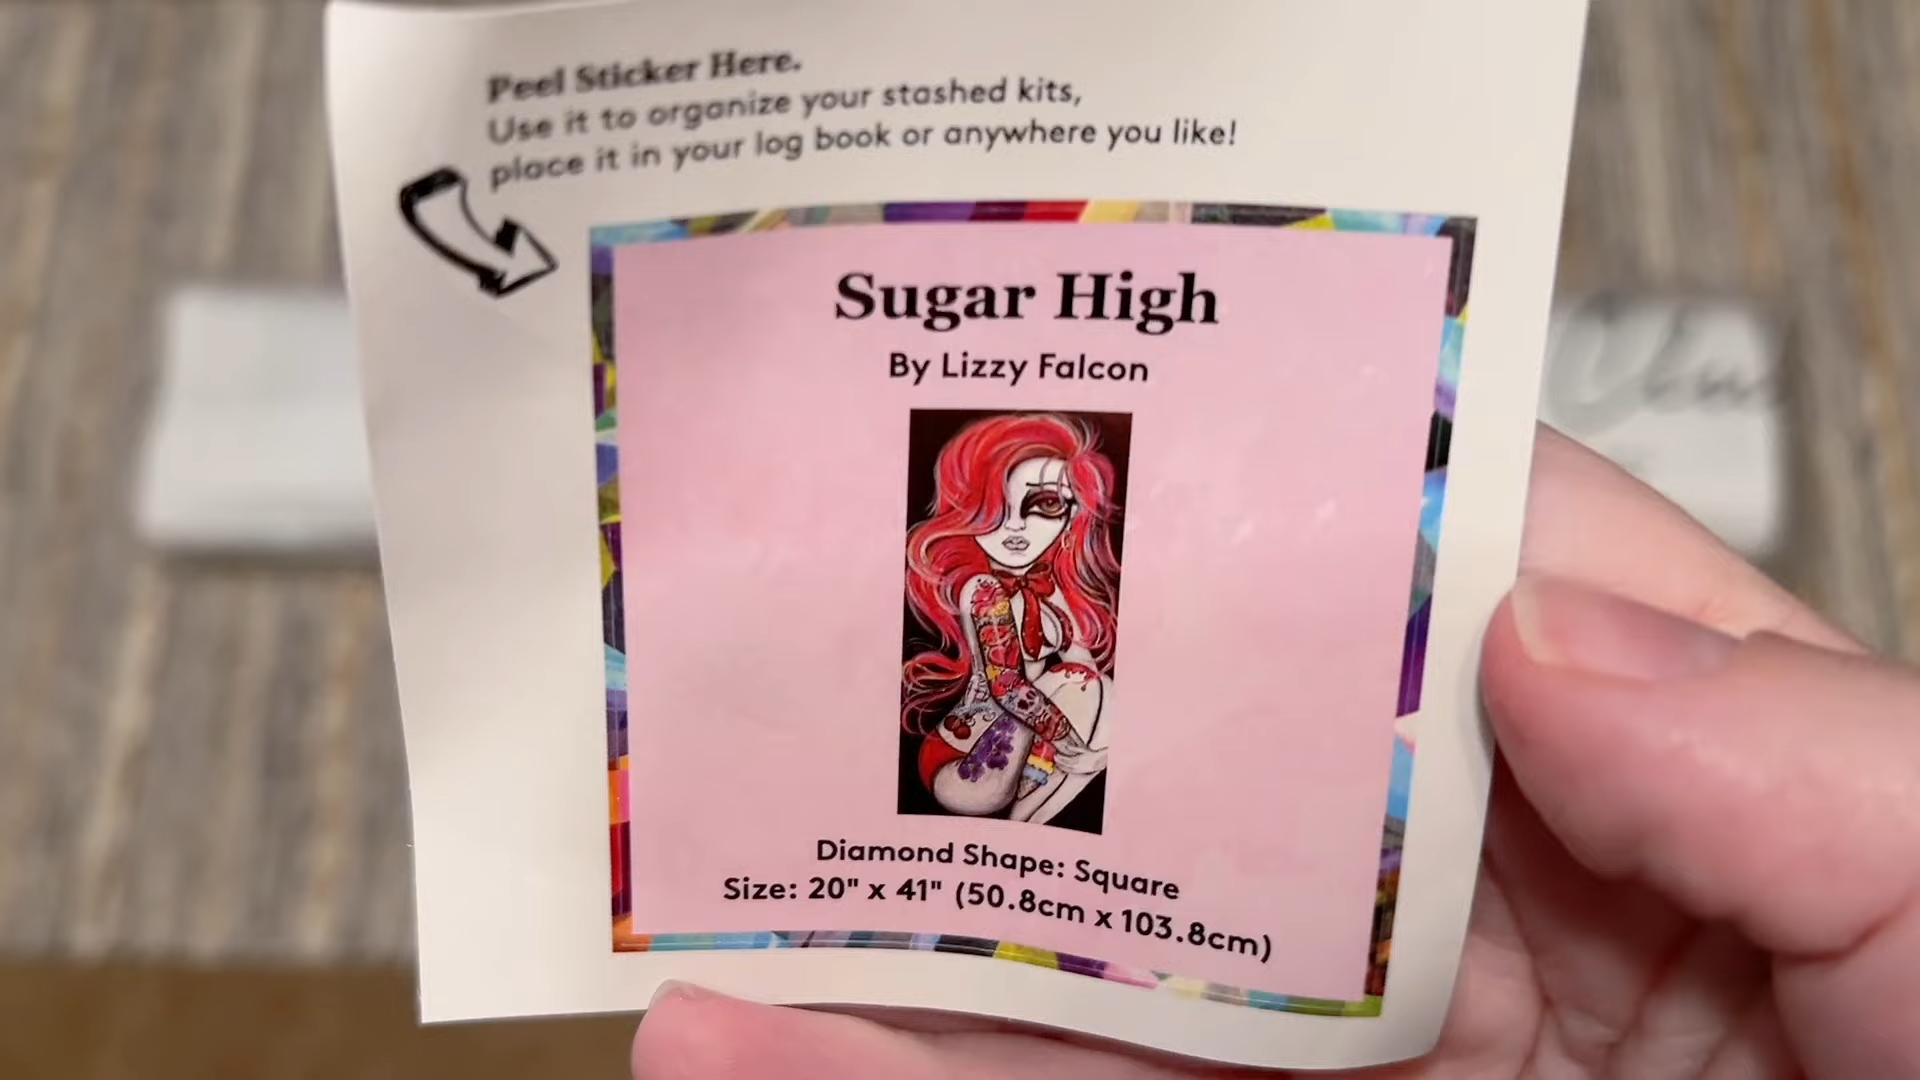 Peel Sticker Here.
Use it to organize your stashed kits,
place it in your log book or anywhere you like!
Sugar High
By Lizzy Falcon
Diamond Shape: Square
Size: 20" x 41" (50.8cm x 103.8cm)